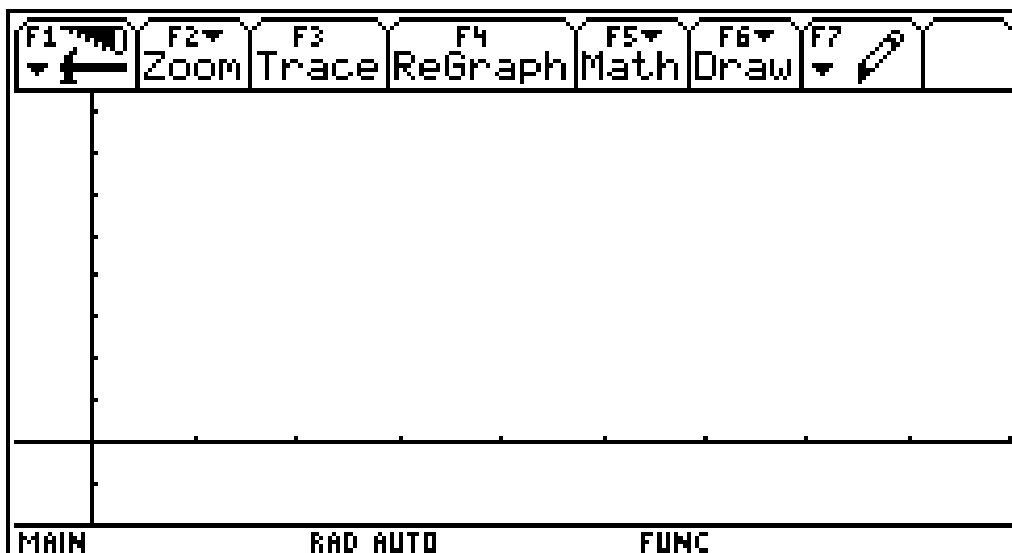 F1 F2 F3 F4 F5 F6 F7
Zoom Trace ReGraph Math Draw
MAIN RAD AUTO FUNC